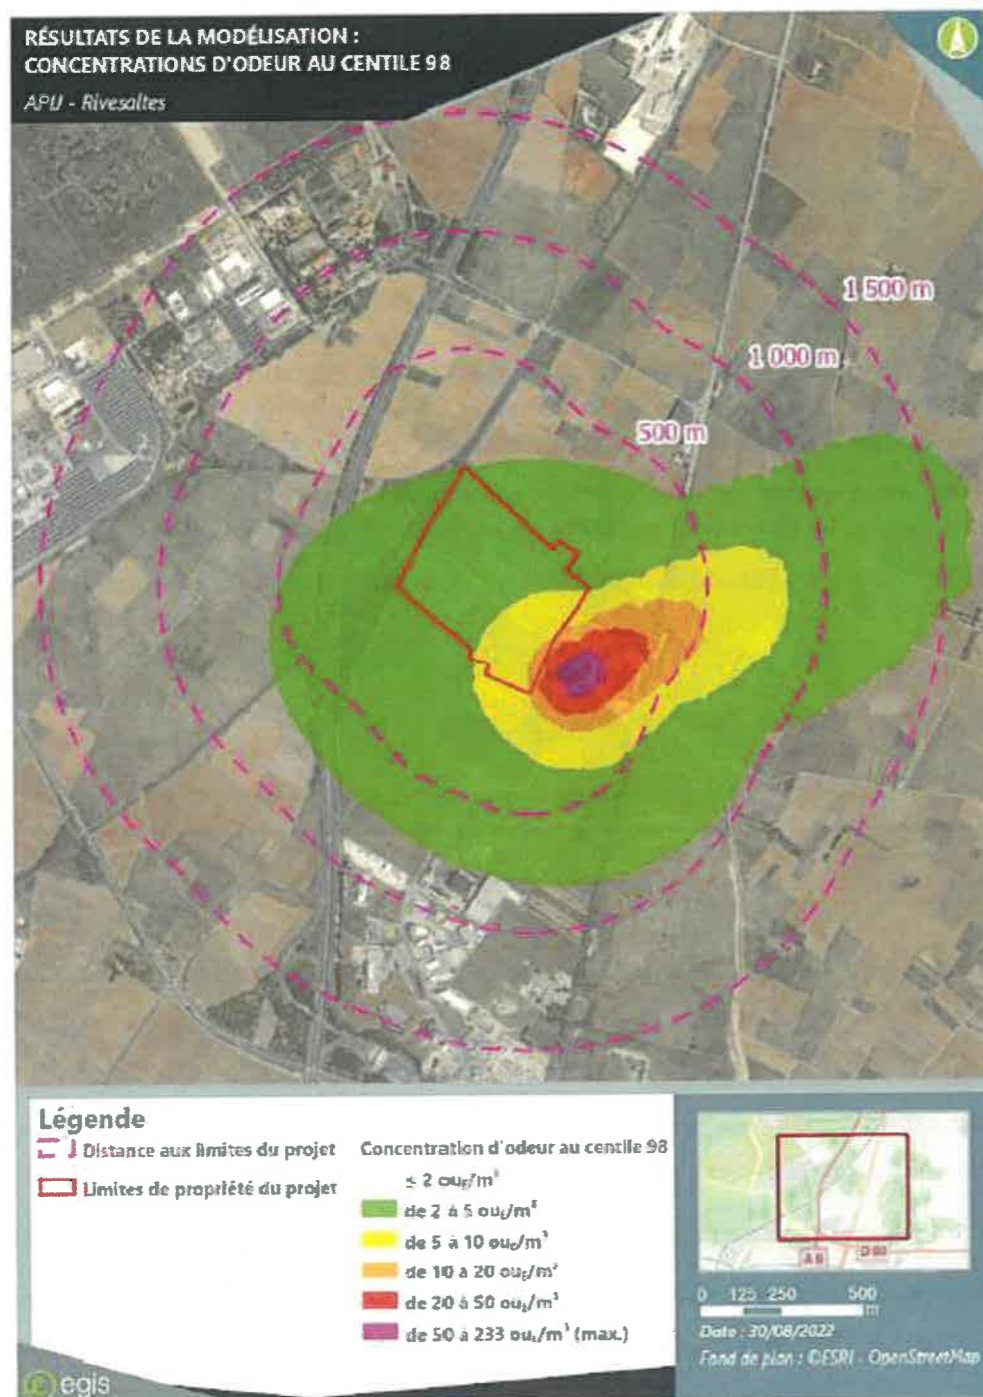 RÉSULTATS DE LA MODÉLISATION :
CONCENTRATIONS D'ODEUR AU CENTILE 98
APIJ - Rivesaltes
1 500 m
1 000 m
500 m
Légende
Distance aux limites du projet
Limites de propriété du projet
Concentration d'odeur au centile 98
≤ 2 ouE/m³
de 2 à 5 ouE/m³
de 5 à 10 ouE/m³
de 10 à 20 ouE/m³
de 20 à 50 ouE/m³
de 50 à 233 ouE/m³ (max.)
0 125 250 500
m
Date : 30/08/2022
Fond de plan : ©ESRI - OpenStreetMap
egis